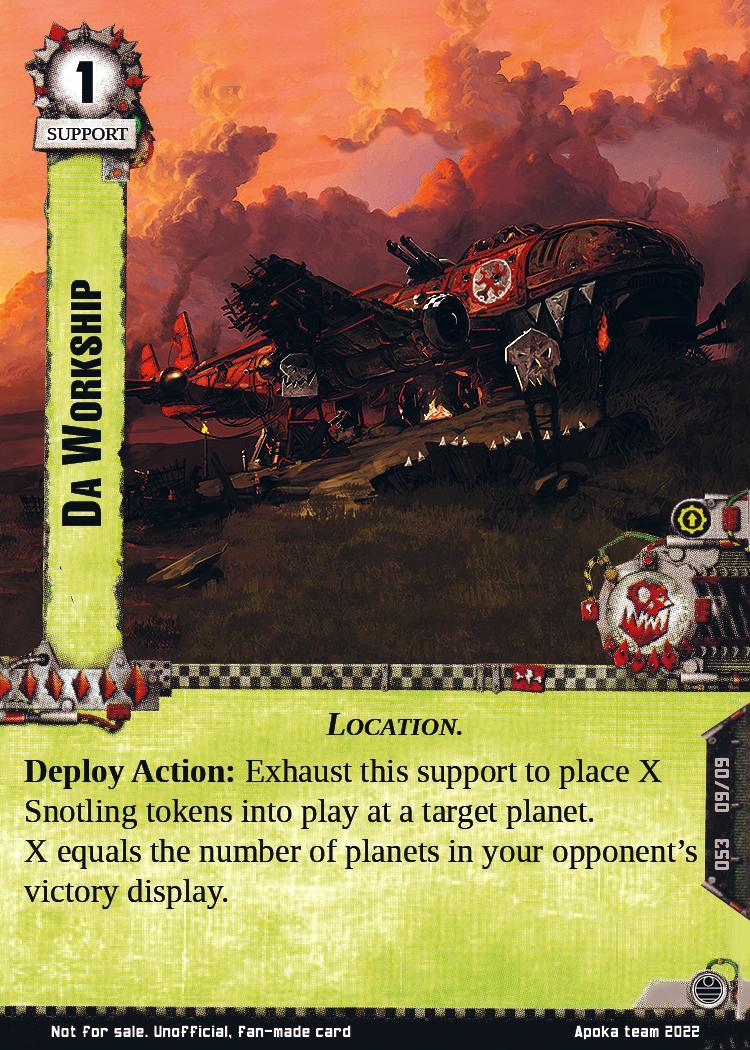 1
SUPPORT
DA WORKSHIP
LOCATION.
Deploy Action: Exhaust this support to place X
Snotling tokens into play at a target planet.
X equals the number of planets in your opponent’s
victory display.
053 09/60
Not for sale. Unofficial, fan-made card
Apoka team 2022